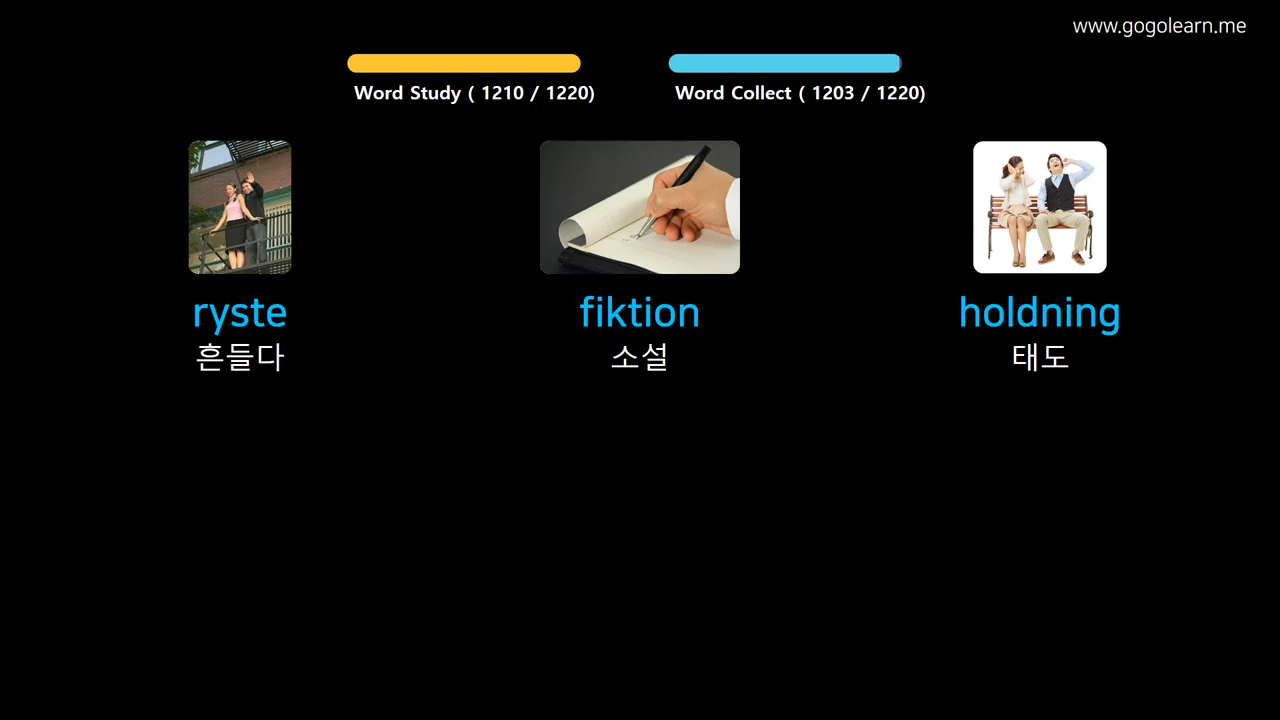 www.gogolearn.me
Word Study ( 1210 / 1220)
Word Collect ( 1203 / 1220)
ryste
fiktion
holdning
흔들다
소설
태도